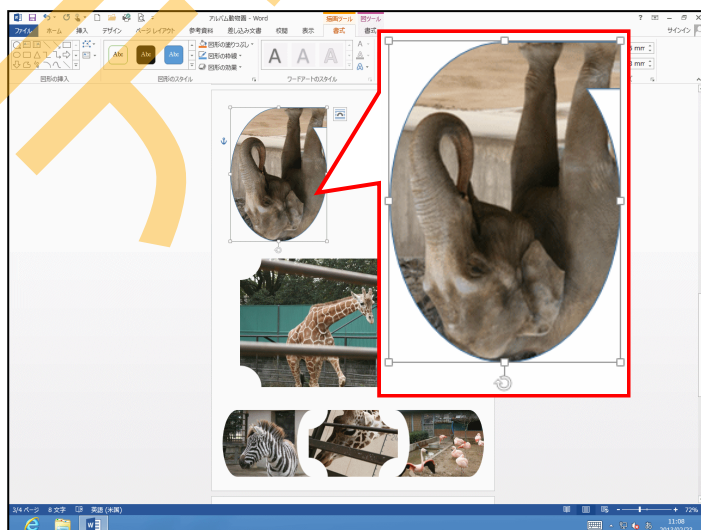 アルバム動物園 - Word
描画ツール 図ツール
サインイン
ファイル ホーム 挿入 デザイン ページ レイアウト 参考資料 差し込み文書 校閲 表示 書式 書式
Abc Abc Abc
図形の塗りつぶし
図形の枠線
図形の効果
A A A
図形の挿入 図形のスタイル ワードアートのスタイル
3/4 ページ 8 文字 英語 (米国) 72%
11:08